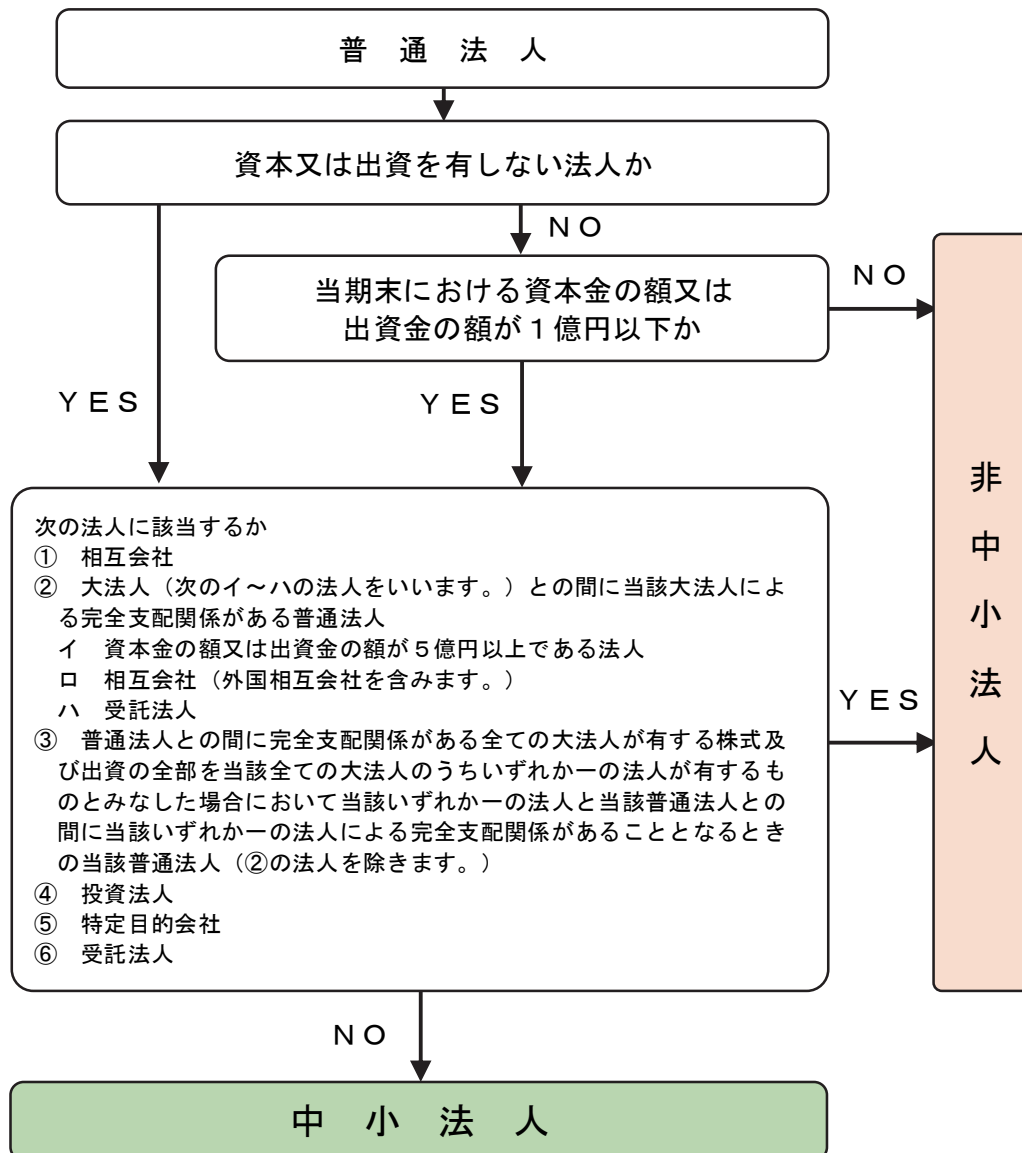 普通法人
資本又は出資を有しない法人か
ＮＯ
当期末における資本金の額又は
出資金の額が１億円以下か
ＮＯ
ＹＥＳ
ＹＥＳ
次の法人に該当するか
① 相互会社
② 大法人（次のイ～ハの法人をいいます。）との間に当該大法人によ
る完全支配関係がある普通法人
イ 資本金の額又は出資金の額が５億円以上である法人
ロ 相互会社（外国相互会社を含みます。）
ハ 受託法人
③ 普通法人との間に完全支配関係がある全ての大法人が有する株式及
び出資の全部を当該全ての大法人のうちいずれか一の法人が有するも
のとみなした場合において当該いずれか一の法人と当該普通法人との
間に当該いずれか一の法人による完全支配関係があることとなるとき
の当該普通法人（②の法人を除きます。）
④ 投資法人
⑤ 特定目的会社
⑥ 受託法人
ＹＥＳ
非中小法人
ＮＯ
中小法人